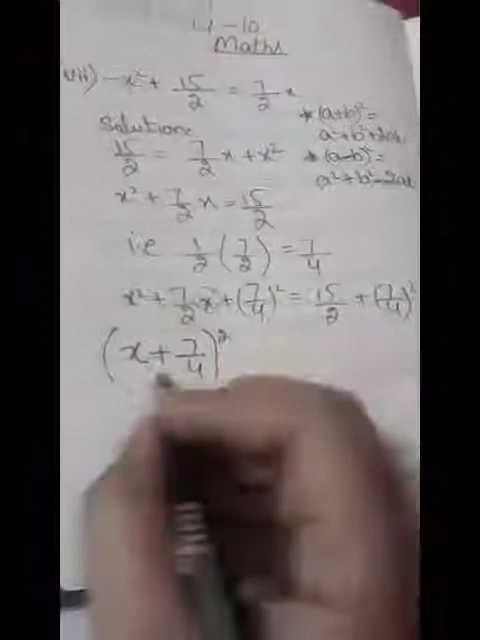 Maths
vii) -x² + 15/2 = 7/2 x
Solution:
15/2 = 7/2 x + x²
x² + 7/2 x = 15/2
i.e 1/2 (7/2) = 7/4
x² + 7/2 x + (7/4)² = 15/2 + (7/4)²
(x + 7/4)²
* (a+b)² =
a² + b² + 2ab
* (a-b)² =
a² + b² - 2ab